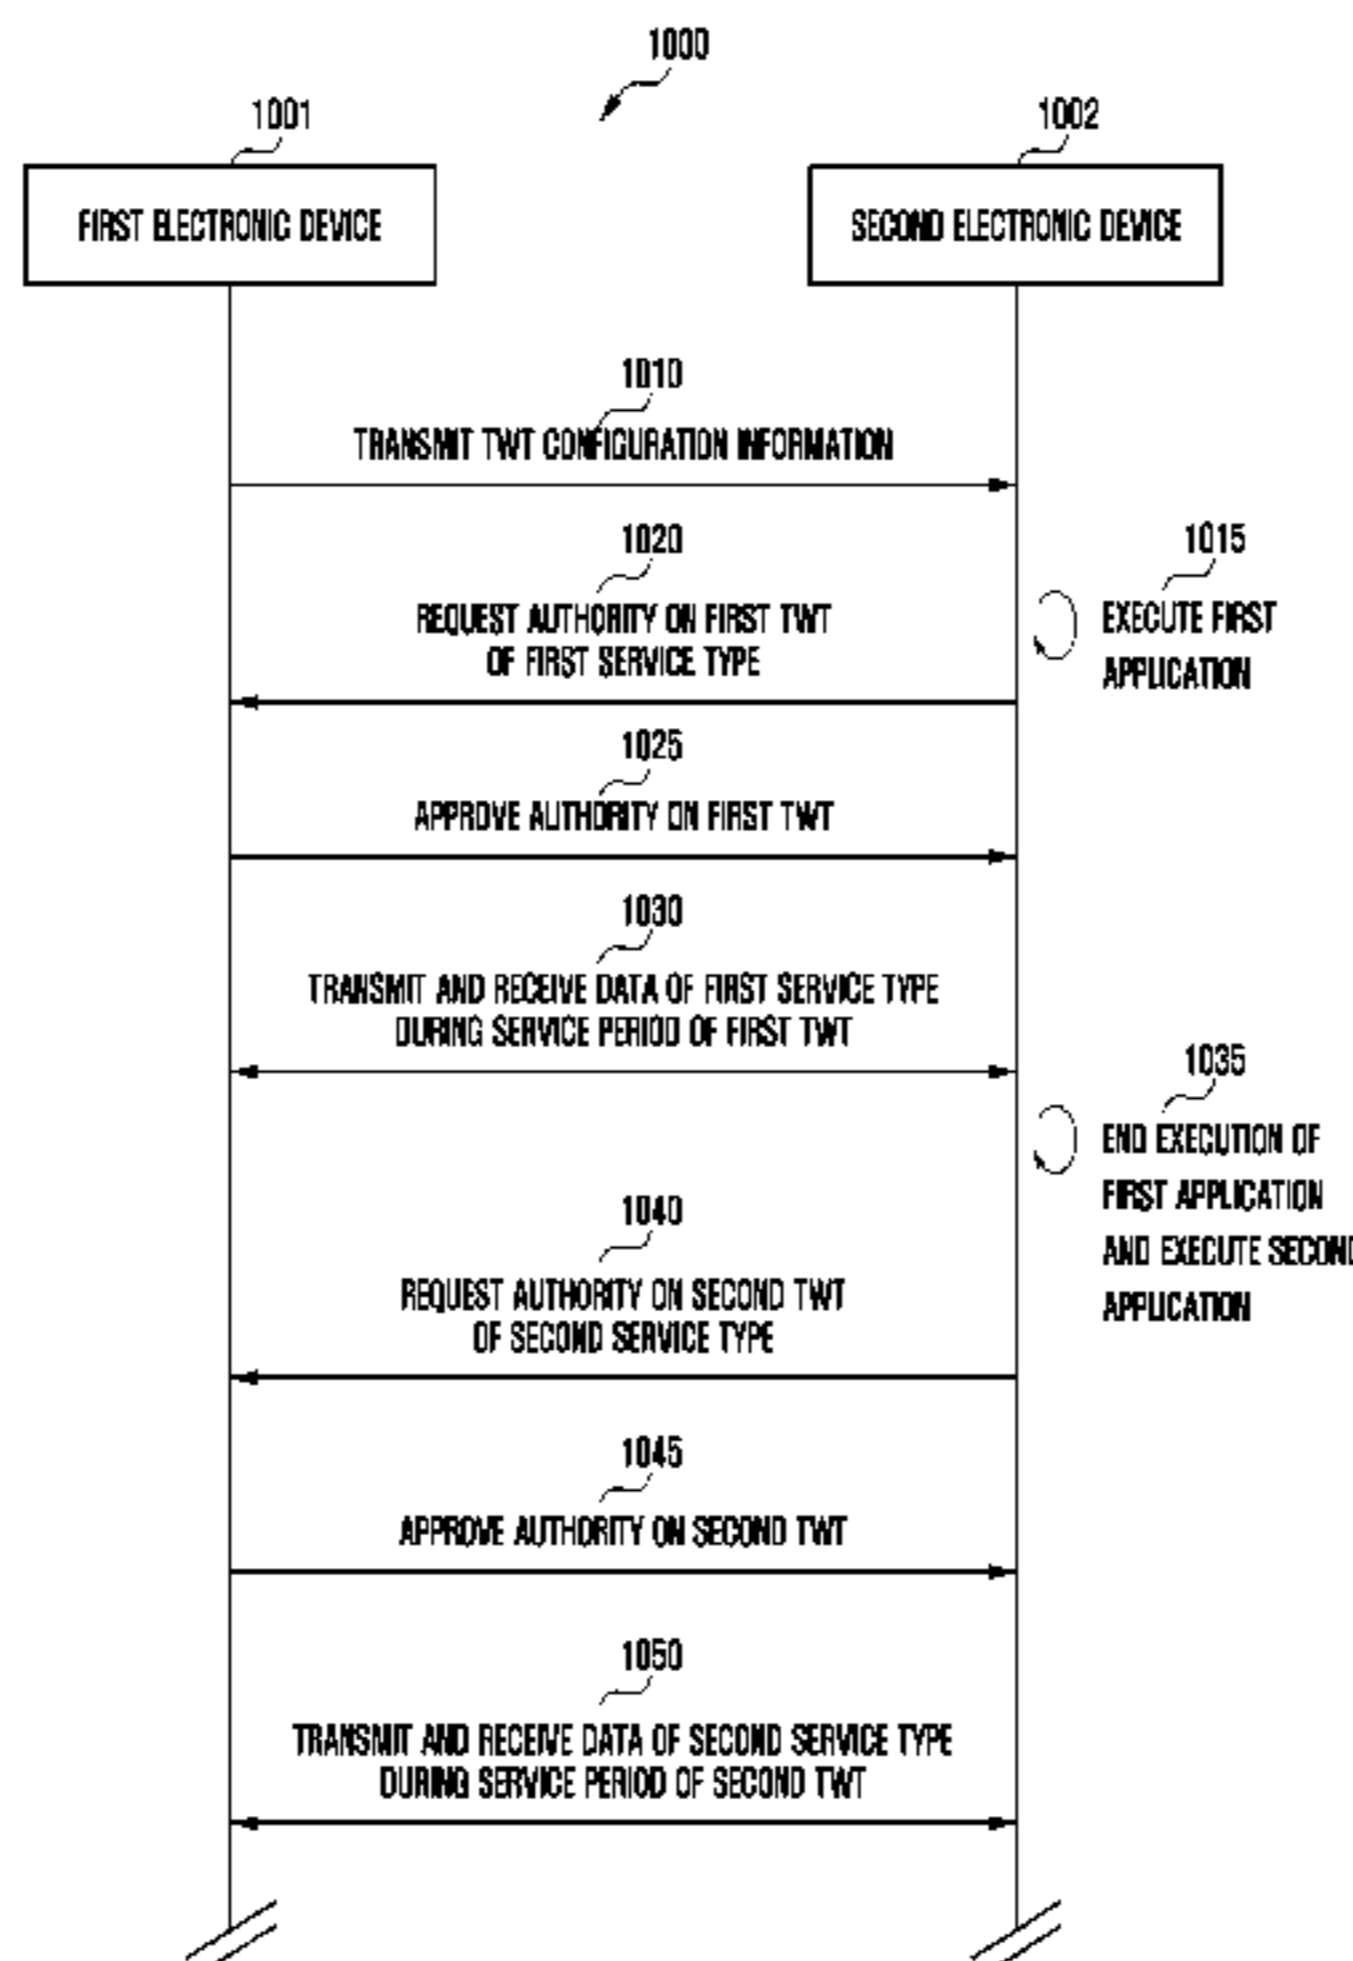 1000
1001
1002
FIRST ELECTRONIC DEVICE
SECOND ELECTRONIC DEVICE
1010
TRANSMIT TWT CONFIGURATION INFORMATION
1020
1015
REQUEST AUTHORITY ON FIRST TWT
OF FIRST SERVICE TYPE
EXECUTE FIRST
APPLICATION
1025
APPROVE AUTHORITY ON FIRST TWT
1030
TRANSMIT AND RECEIVE DATA OF FIRST SERVICE TYPE
DURING SERVICE PERIOD OF FIRST TWT
1035
END EXECUTION OF
FIRST APPLICATION
AND EXECUTE SECOND
APPLICATION
1040
REQUEST AUTHORITY ON SECOND TWT
OF SECOND SERVICE TYPE
1045
APPROVE AUTHORITY ON SECOND TWT
1050
TRANSMIT AND RECEIVE DATA OF SECOND SERVICE TYPE
DURING SERVICE PERIOD OF SECOND TWT